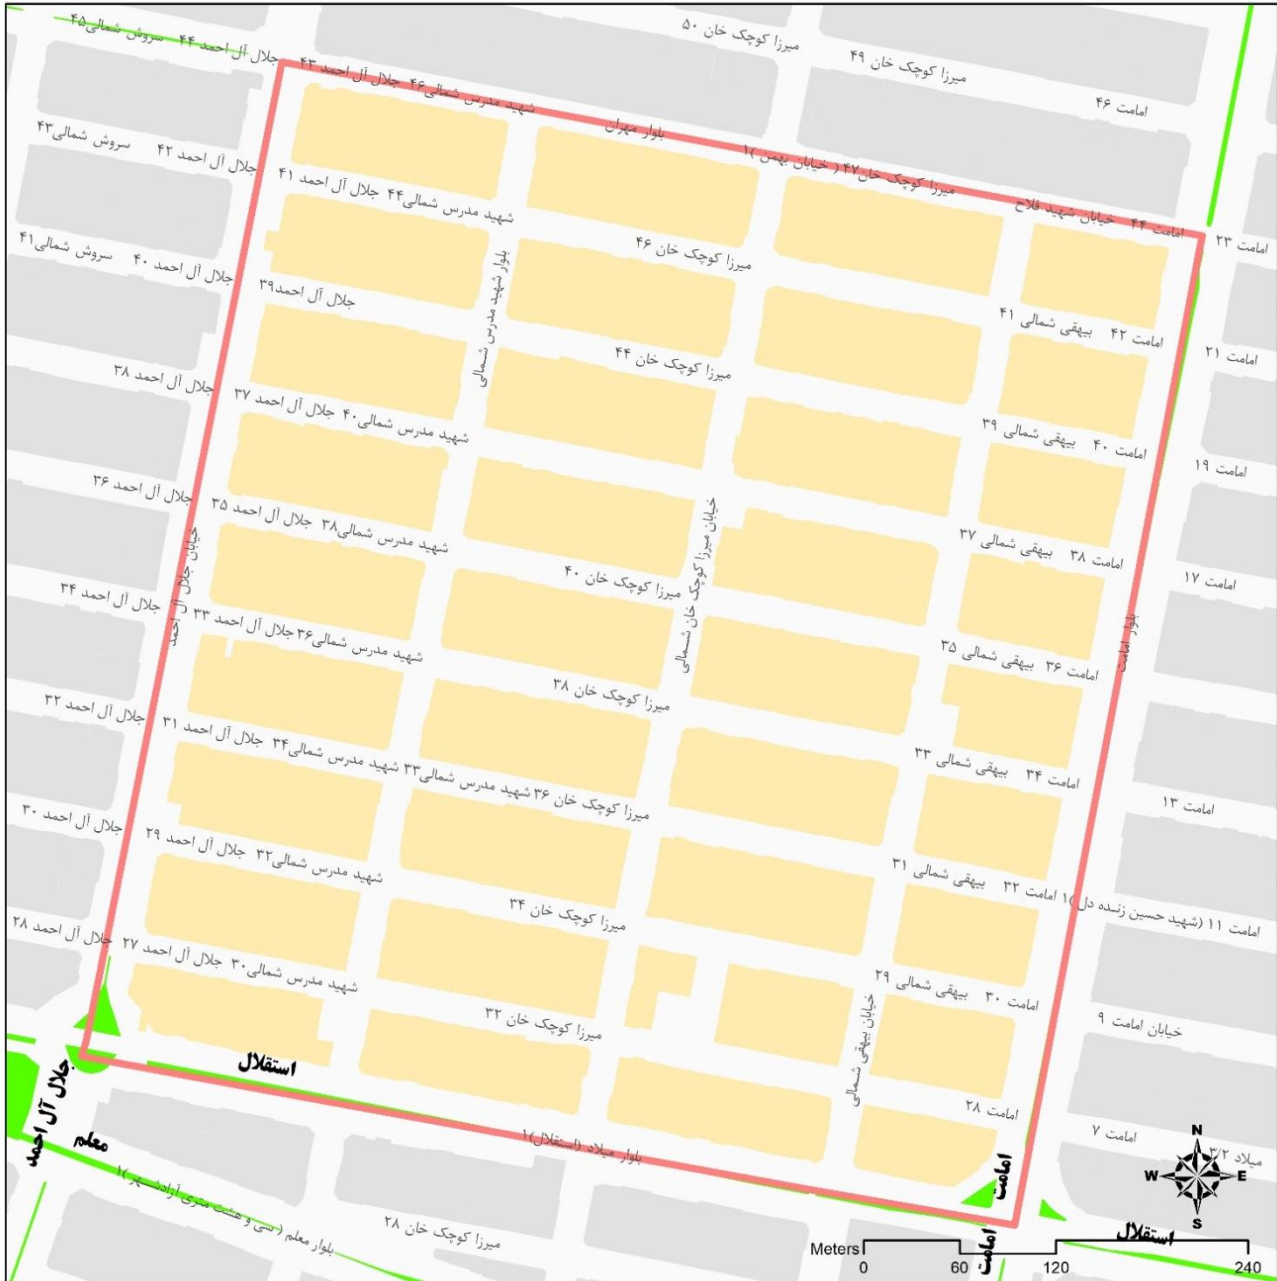 سروش شمالی۴۵
جلال آل احمد ۴۴
جلال آل احمد ۴۳
شهید مدرس شمالی۴۶
بلوار مهران
میرزا کوچک خان ۵۰
میرزا کوچک خان ۴۹
امامت ۴۶
میرزا کوچک خان۴۷ ( خیابان بهمن )۱
خیابان شهید فلاح
امامت ۴۴
امامت ۲۳
سروش شمالی۴۳
جلال آل احمد ۴۲
جلال آل احمد ۴۱
شهید مدرس شمالی۴۴
میرزا کوچک خان ۴۶
بیهقی شمالی ۴۱
امامت ۴۲
امامت ۲۱
سروش شمالی۴۱
جلال آل احمد ۴۰
جلال آل احمد۳۹
بلوار شهید مدرس شمالی
میرزا کوچک خان ۴۴
بیهقی شمالی ۳۹
امامت ۴۰
امامت ۱۹
جلال آل احمد ۳۸
جلال آل احمد ۳۷
شهید مدرس شمالی۴۰
خیابان میرزا کوچک خان شمالی
بیهقی شمالی ۳۷
امامت ۳۸
امامت ۱۷
جلال آل احمد ۳۶
جلال آل احمد ۳۵
شهید مدرس شمالی۳۸
میرزا کوچک خان ۴۰
بیهقی شمالی ۳۵
امامت ۳۶
بلوار امامت
خیابان جلال آل احمد
جلال آل احمد ۳۴
جلال آل احمد ۳۳
شهید مدرس شمالی۳۶
میرزا کوچک خان ۳۸
بیهقی شمالی ۳۳
امامت ۳۴
امامت ۱۳
جلال آل احمد ۳۲
جلال آل احمد ۳۱
شهید مدرس شمالی۳۴
شهید مدرس شمالی۳۳
میرزا کوچک خان ۳۶
بیهقی شمالی ۳۱
امامت ۳۲
امامت ۱۱ (شهید حسین زنده دل)۱
جلال آل احمد ۳۰
جلال آل احمد ۲۹
شهید مدرس شمالی۳۲
میرزا کوچک خان ۳۴
بیهقی شمالی ۲۹
امامت ۳۰
خیابان امامت ۹
جلال آل احمد ۲۸
جلال آل احمد ۲۷
شهید مدرس شمالی۳۰
میرزا کوچک خان ۳۲
خیابان بیهقی شمالی
امامت ۲۸
امامت ۷
میلاد ۳/۲
استقلال
جلال آل احمد
معلم
بلوار میلاد (استقلال)۱
بلوار معلم ( سی و هشت متری آزادشهر )۱
میرزا کوچک خان ۲۸
امامت
امامت
استقلال
N
W
E
S
Meters
0 60 120 240